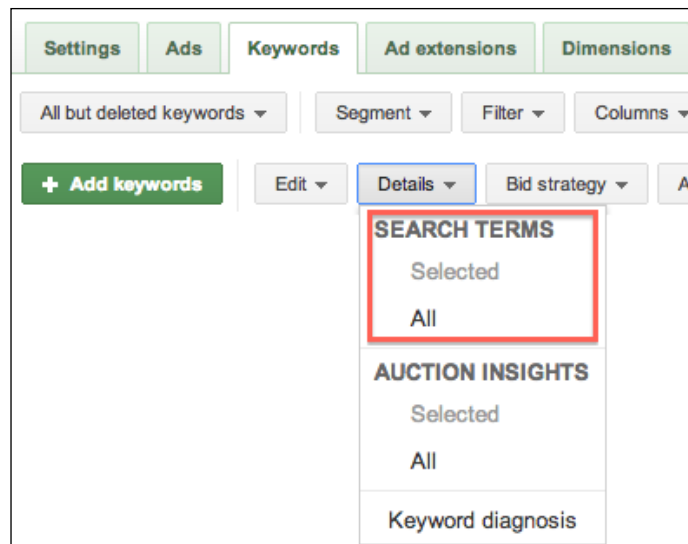 Settings Ads Keywords Ad extensions Dimensions
All but deleted keywords Segment Filter Columns
+ Add keywords Edit Details Bid strategy A
SEARCH TERMS
Selected
All
AUCTION INSIGHTS
Selected
All
Keyword diagnosis